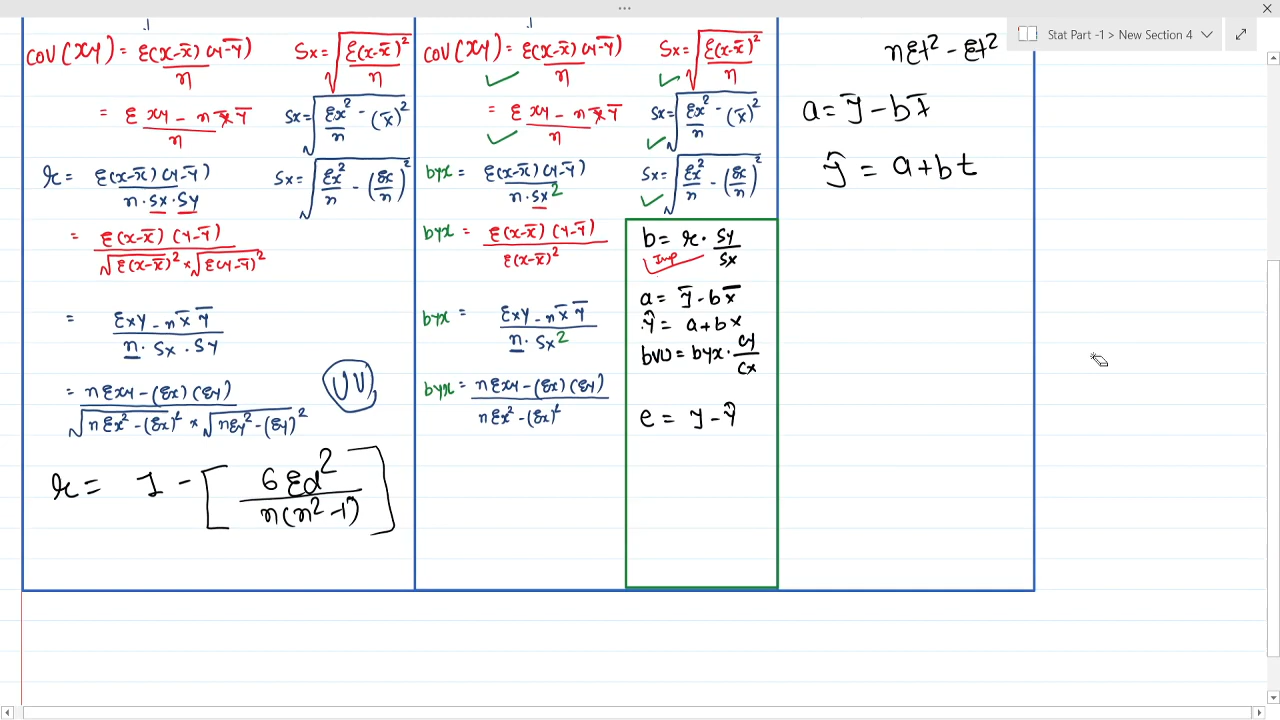 Stat Part -1 > New Section 4
COV(xy) = Σ(x-x̄)(y-ȳ)/n
Sx = √(Σ(x-x̄)²/n)
= Σxy - n x̄ ȳ/n
Sx = √(Σx²/n - (x̄)²)
r = Σ(x-x̄)(y-ȳ)/n·Sx·Sy
Sx = √(Σx²/n - (Σx/n)²)
= Σ(x-x̄)(y-ȳ)/√Σ(x-x̄)² × √Σ(y-ȳ)²
= Σxy - n x̄ ȳ/n·Sx·Sy
= nΣxy - (Σx)(Σy)/√nΣx² - (Σx)² × √nΣy² - (Σy)²
UV
r = 1 - [6Σd²/n(n²-1)]
COV(xy) = Σ(x-x̄)(y-ȳ)/n
Sx = √(Σ(x-x̄)²/n)
= Σxy - n x̄ ȳ/n
Sx = √(Σx²/n - (x̄)²)
byx = Σ(x-x̄)(y-ȳ)/n·Sx²
Sx = √(Σx²/n - (Σx/n)²)
byx = Σ(x-x̄)(y-ȳ)/Σ(x-x̄)²
byx = Σxy - n x̄ ȳ/n·Sx²
byx = nΣxy - (Σx)(Σy)/nΣx² - (Σx)²
b = r·Sy/Sx
Imp
a = ȳ - b x̄
ŷ = a + bx
bvu = byx·cy/cx
e = y - ŷ
nΣt² - Σt²
a = ȳ - b t̄
ŷ = a + bt